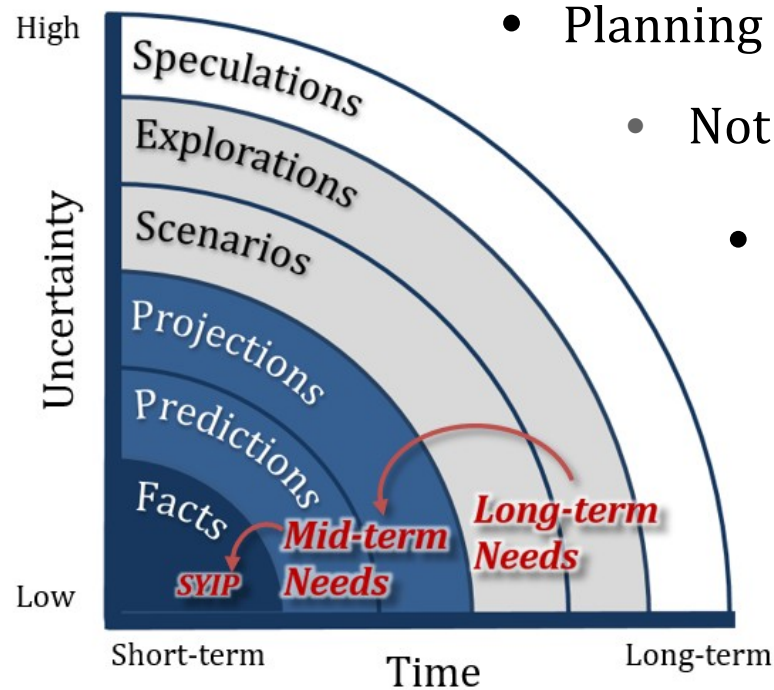 High
• Planning
Speculations
• Not
Explorations
•
Scenarios
Uncertainty
Projections
Predictions
Facts
Long-term
Needs
Mid-term
Needs
SYIP
Low
Short-term
Time
Long-term